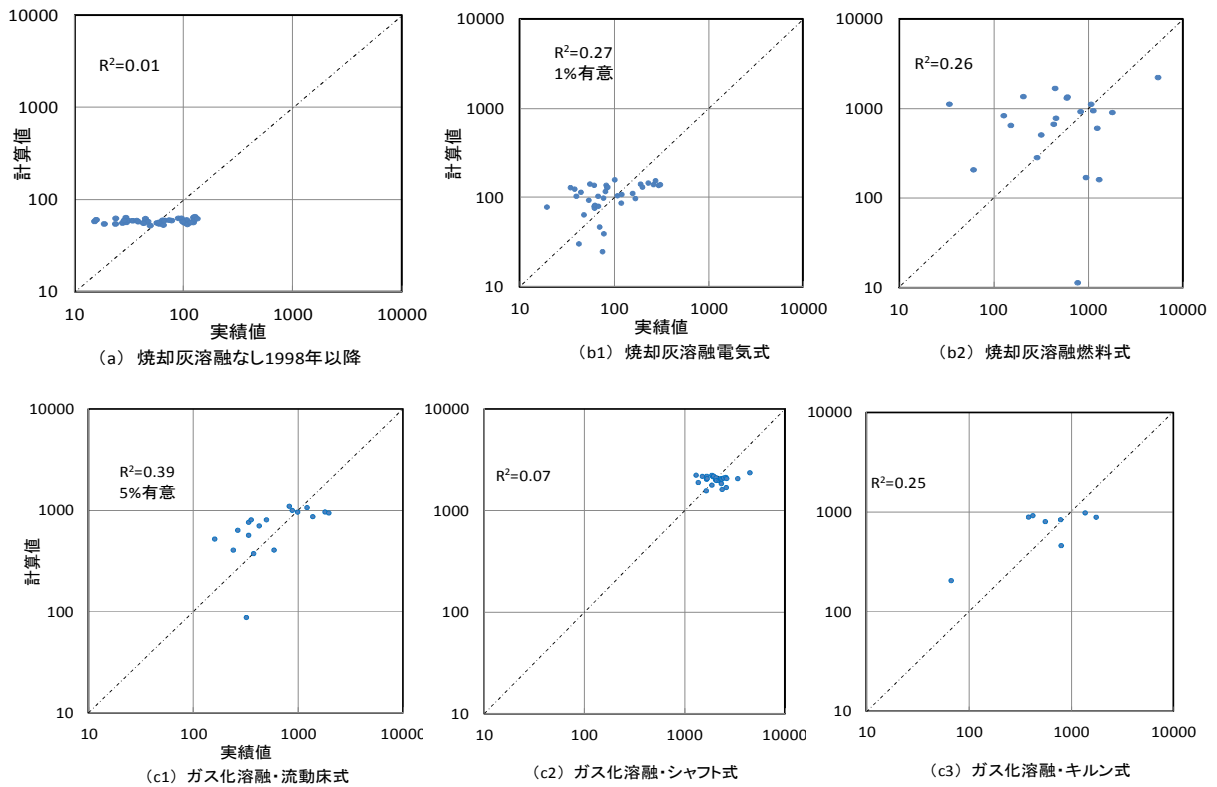 10000
1000
100
10
計算値
R²=0.01
10 100 1000 10000
実績値
(a) 焼却灰溶融なし1998年以降
10000
1000
100
10
計算値
R²=0.27
1%有意
10 100 1000 10000
実績値
(b1) 焼却灰溶融電気式
10000
1000
100
10
R²=0.26
10 100 1000 10000
(b2) 焼却灰溶融燃料式
10000
1000
100
10
計算値
R²=0.39
5%有意
10 100 1000 10000
実績値
(c1) ガス化溶融・流動床式
10000
1000
100
10
R²=0.07
10 100 1000 10000
(c2) ガス化溶融・シャフト式
10000
1000
100
10
R²=0.25
10 100 1000 10000
(c3) ガス化溶融・キルン式